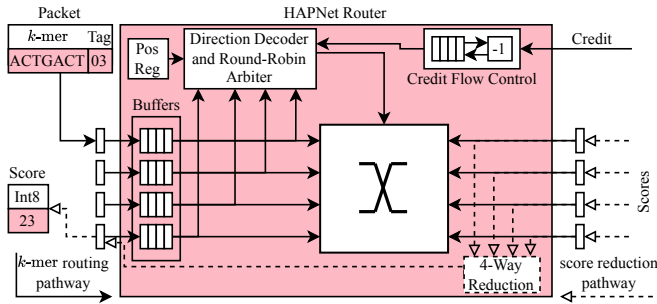 Packet
k-mer Tag
ACTGACT 03
HAPNet Router
Pos
Reg
Direction Decoder
and Round-Robin
Arbiter
-1
Credit Flow Control
Credit
Buffers
Score
Int8
23
Scores
4-Way
Reduction
k-mer routing
pathway
score reduction
pathway